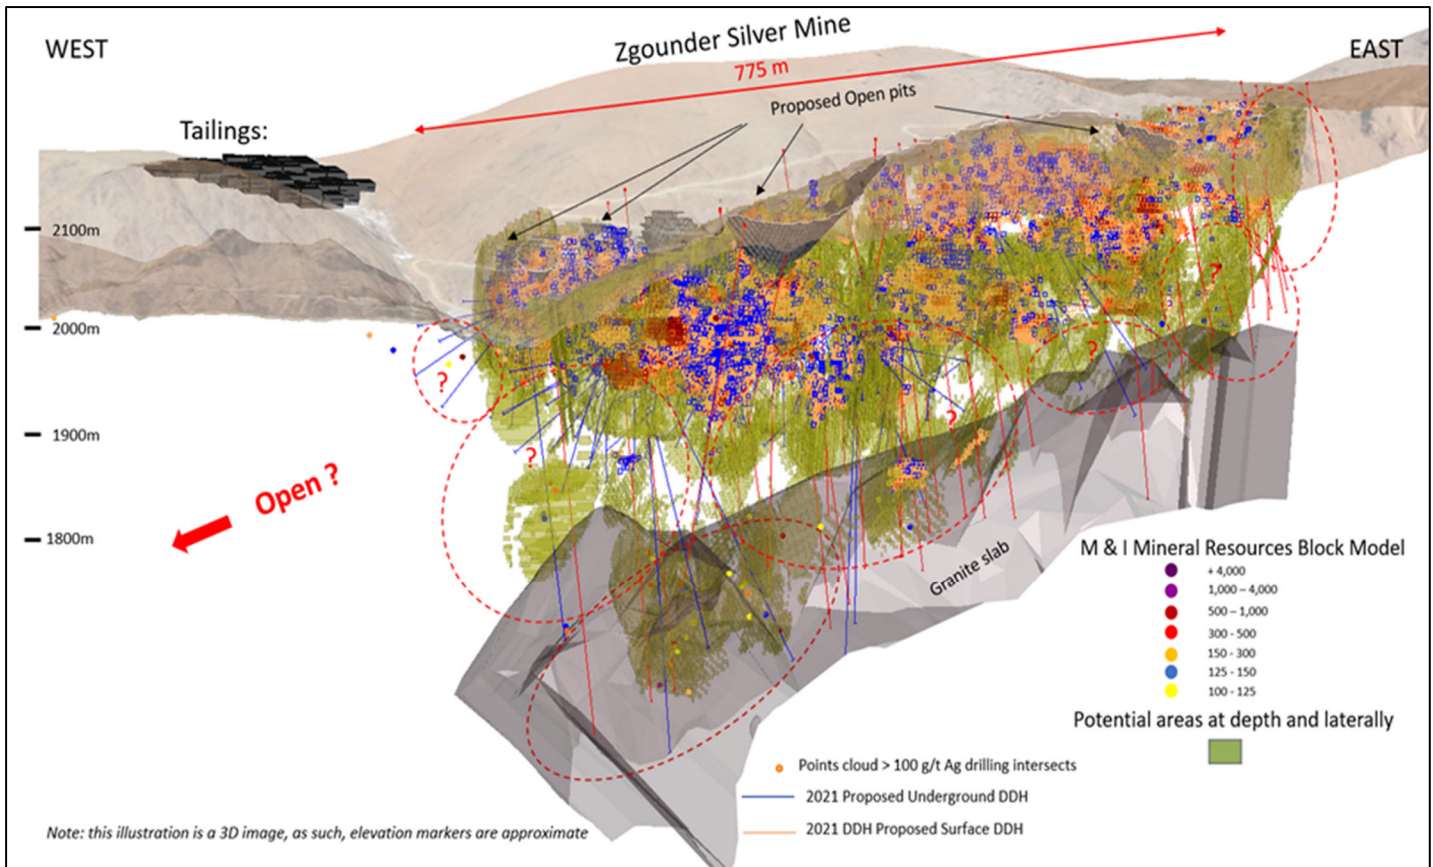 WEST
Zgounder Silver Mine
EAST
775 m
Proposed Open pits
Tailings:
2100m
2000m
?
?
?
?
1900m
?
Open ?
1800m
Granite slab
M & I Mineral Resources Block Model
+ 4,000
1,000 – 4,000
500 – 1,000
300 - 500
150 - 300
125 - 150
100 - 125
Potential areas at depth and laterally
Points cloud > 100 g/t Ag drilling intersects
2021 Proposed Underground DDH
2021 DDH Proposed Surface DDH
Note: this illustration is a 3D image, as such, elevation markers are approximate